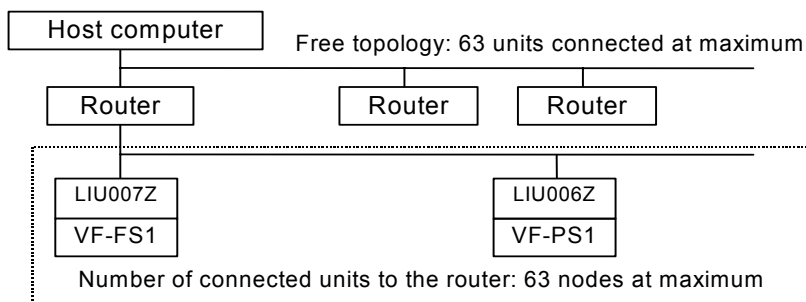 Host computer
Free topology: 63 units connected at maximum
Router
Router
Router
LIU007Z
LIU006Z
VF-FS1
VF-PS1
Number of connected units to the router: 63 nodes at maximum